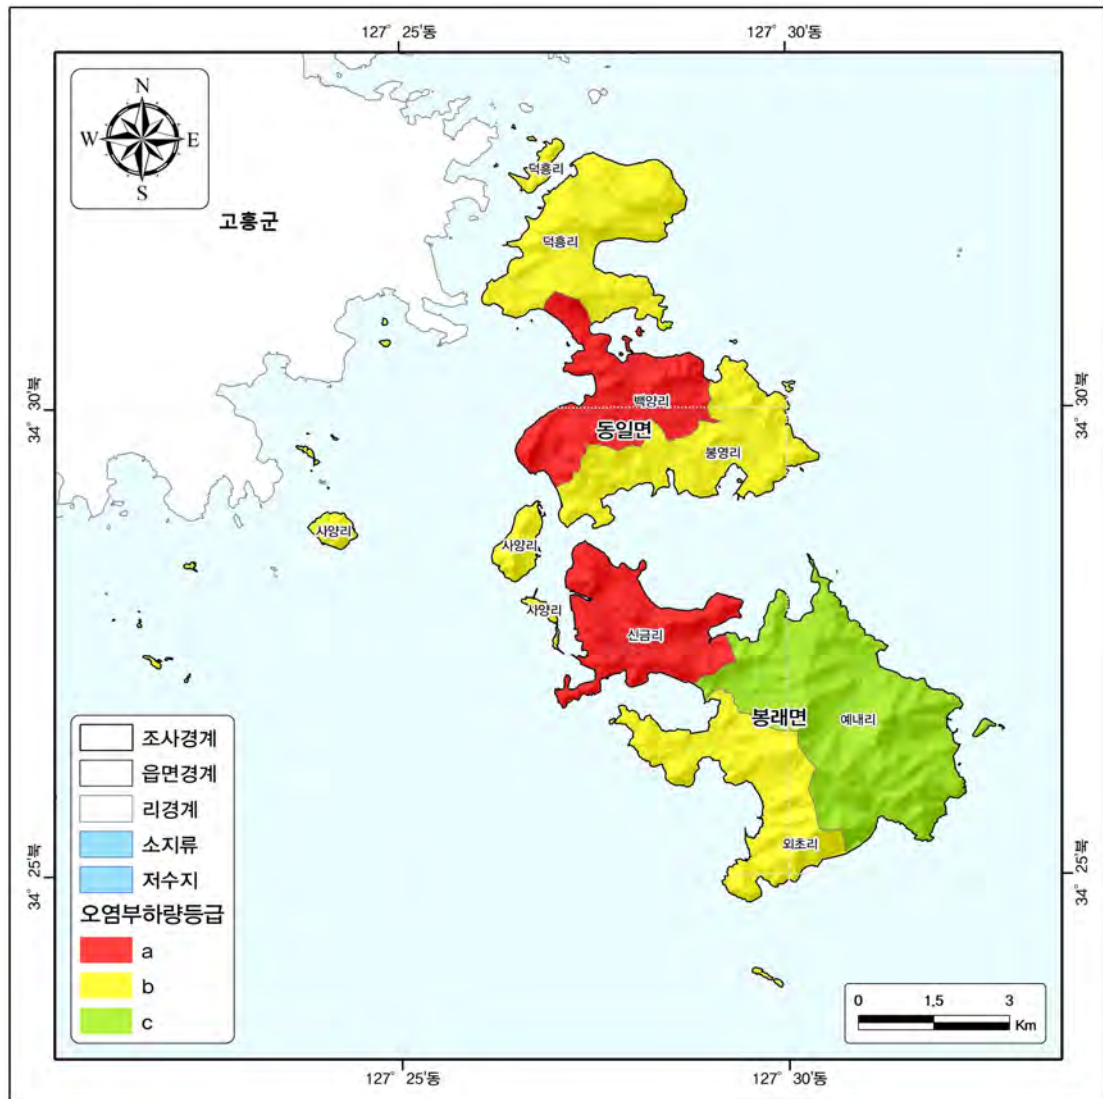 127° 25'동
127° 30'동
N
W
E
S
고흥군
덕흥리
덕흥리
34° 30'북
34° 30'북
백양리
동일면
봉영리
사양리
사양리
사양리
신금리
봉래면
예내리
외초리
34° 25'북
34° 25'북
조사경계
읍면경계
리경계
소지류
저수지
오염부하량등급
a
b
c
0 1.5 3
Km
127° 25'동
127° 30'동